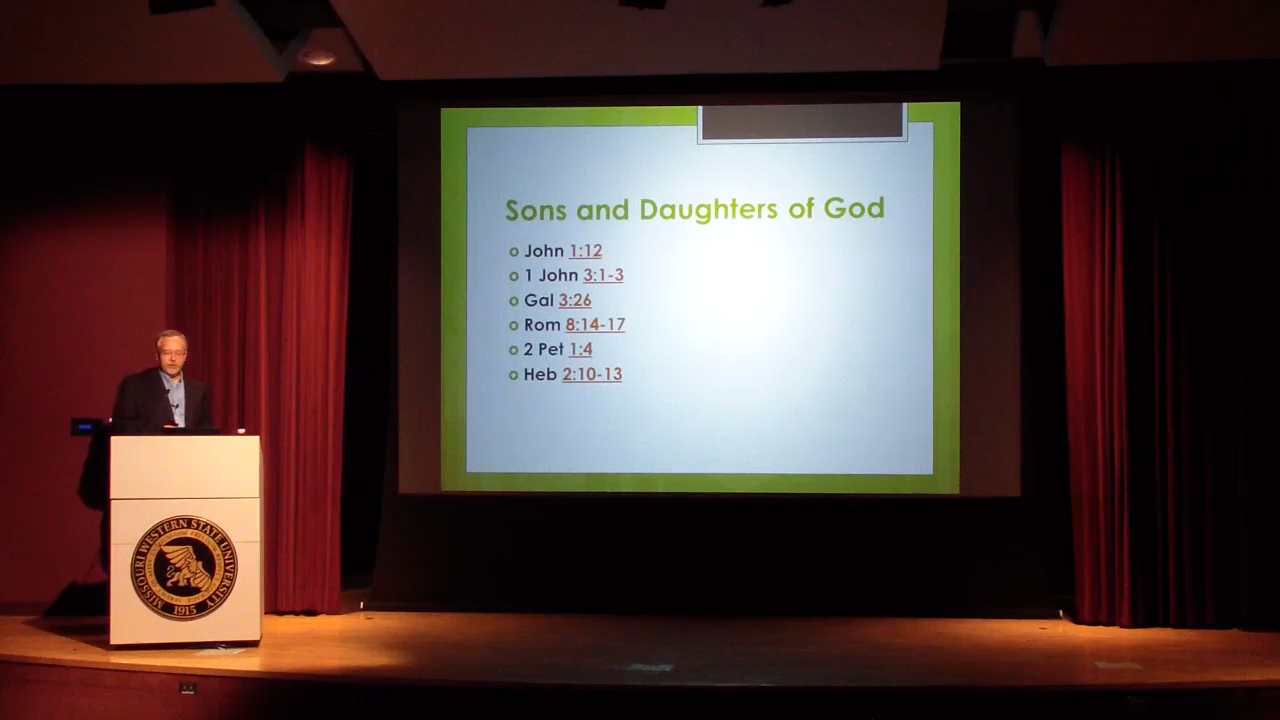 Sons and Daughters of God
John 1:12
1 John 3:1-3
Gal 3:26
Rom 8:14-17
2 Pet 1:4
Heb 2:10-13
MISSOURI WESTERN STATE UNIVERSITY
1915